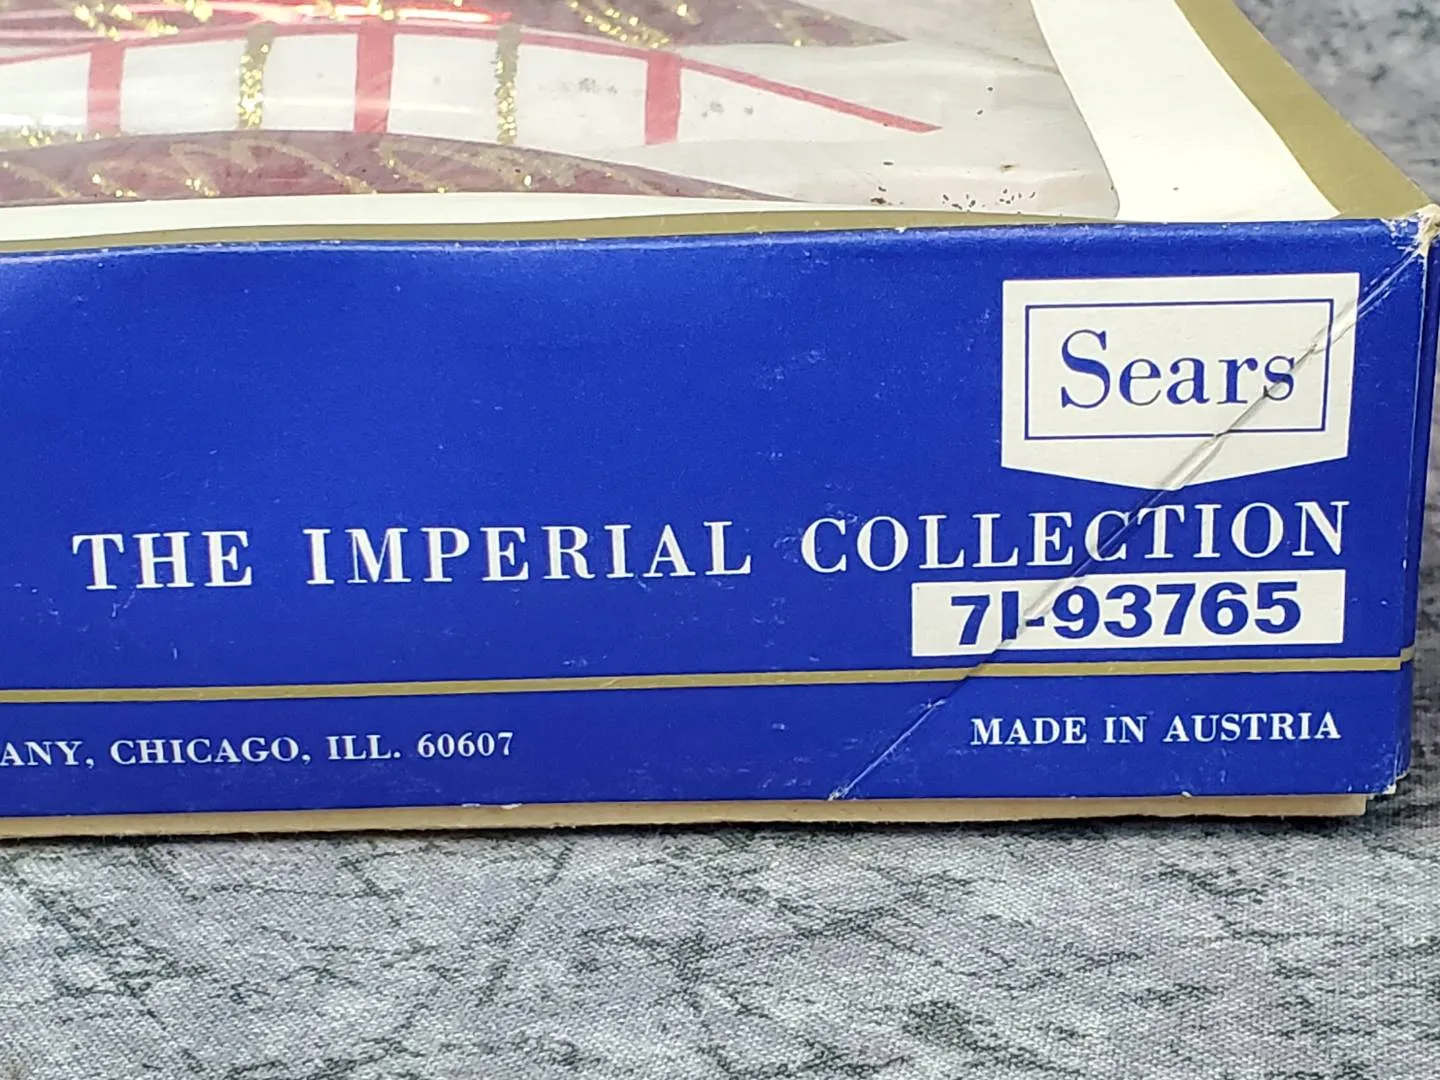 Sears
THE IMPERIAL COLLECTION
71-93765
ANY, CHICAGO, ILL. 60607
MADE IN AUSTRIA